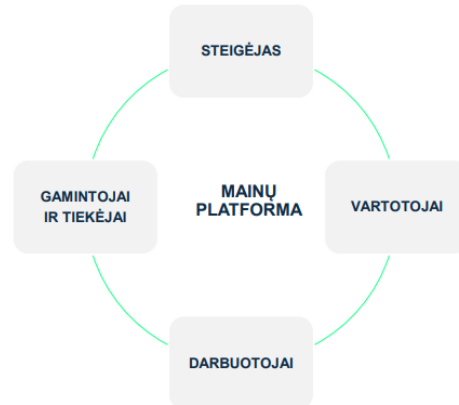 STEIGĖJAS
GAMINTOJAI
IR TIEKĖJAI
MAINŲ
PLATFORMA
VARTOTOJAI
DARBUOTOJAI